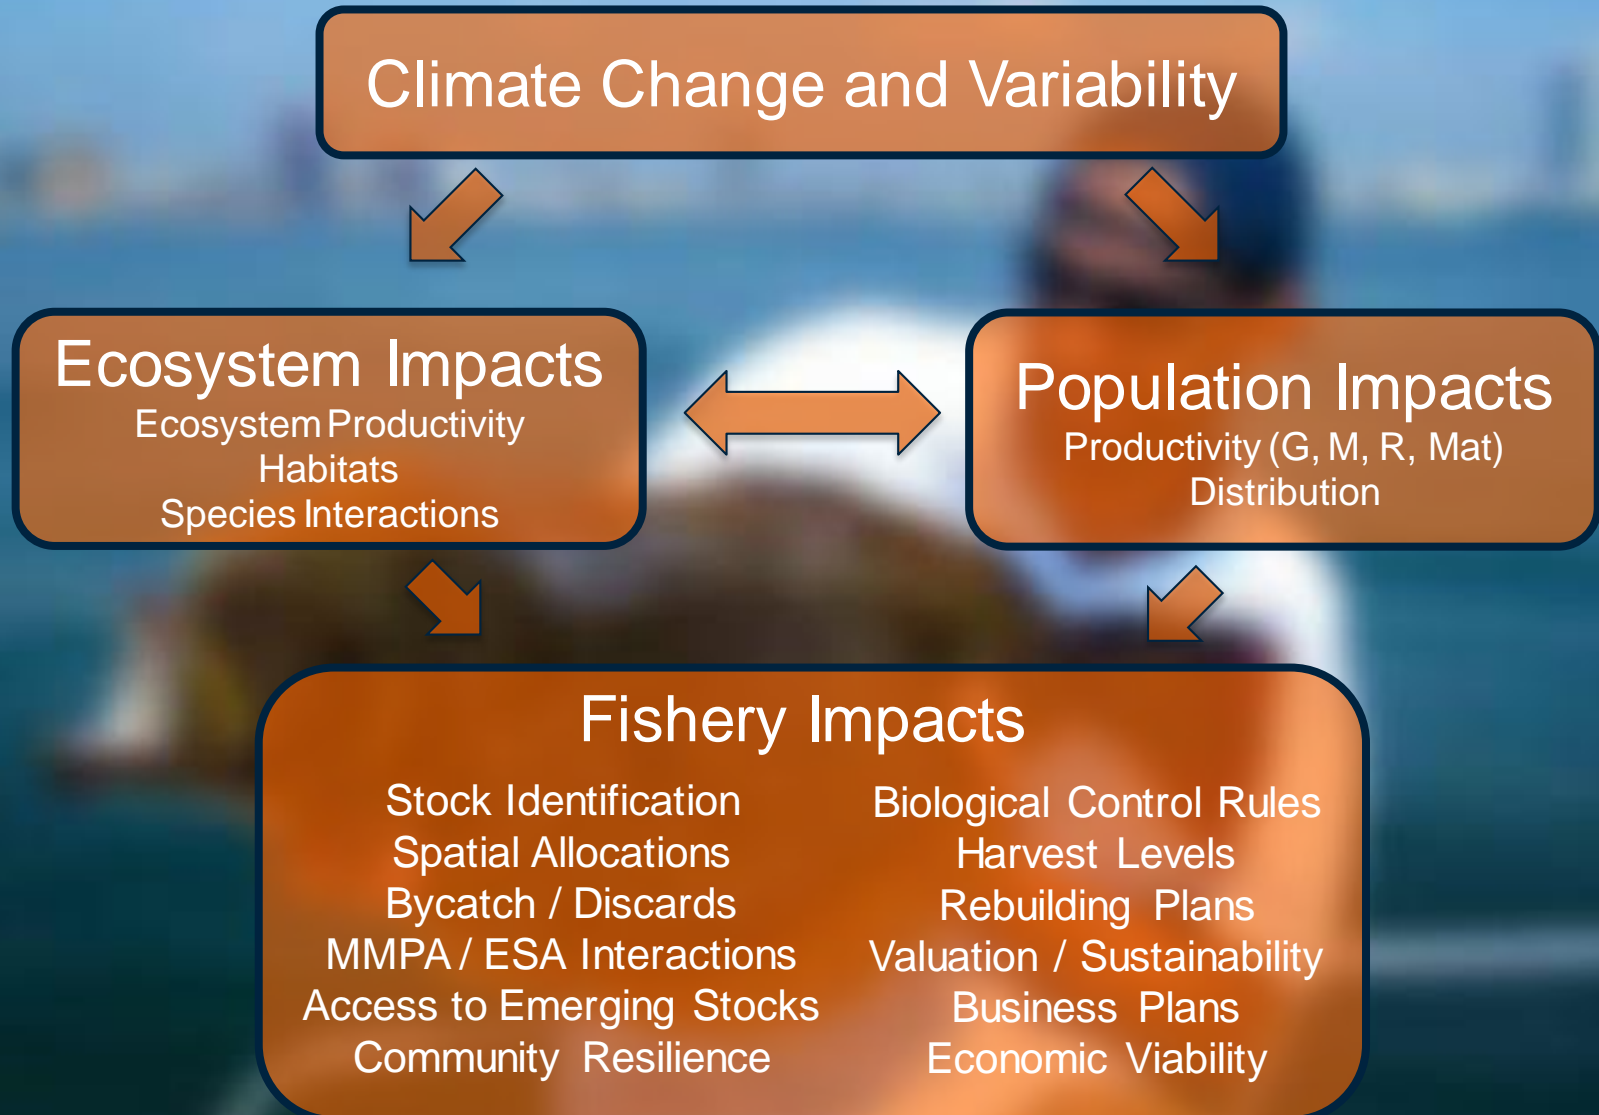 Climate Change and Variability
Ecosystem Impacts
Ecosystem Productivity
Habitats
Species Interactions
Population Impacts
Productivity (G, M, R, Mat)
Distribution
Fishery Impacts
Stock Identification
Spatial Allocations
Bycatch / Discards
MMPA / ESA Interactions
Access to Emerging Stocks
Community Resilience
Biological Control Rules
Harvest Levels
Rebuilding Plans
Valuation / Sustainability
Business Plans
Economic Viability